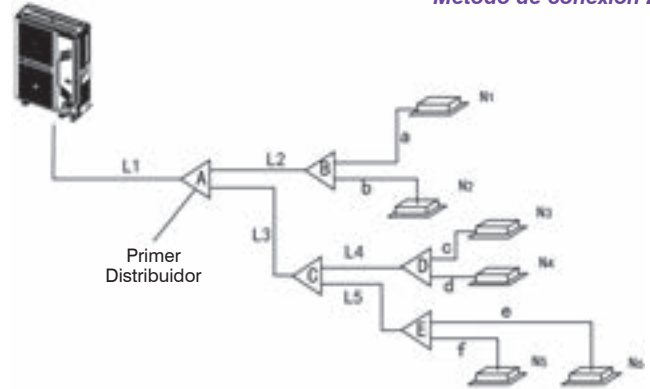 Método de conexión
N1
a
L1
L2
A
B
b
N2
L3
Primer
Distribuidor
L4
C
D
c
N3
d
N4
L5
E
e
f
N5
N6